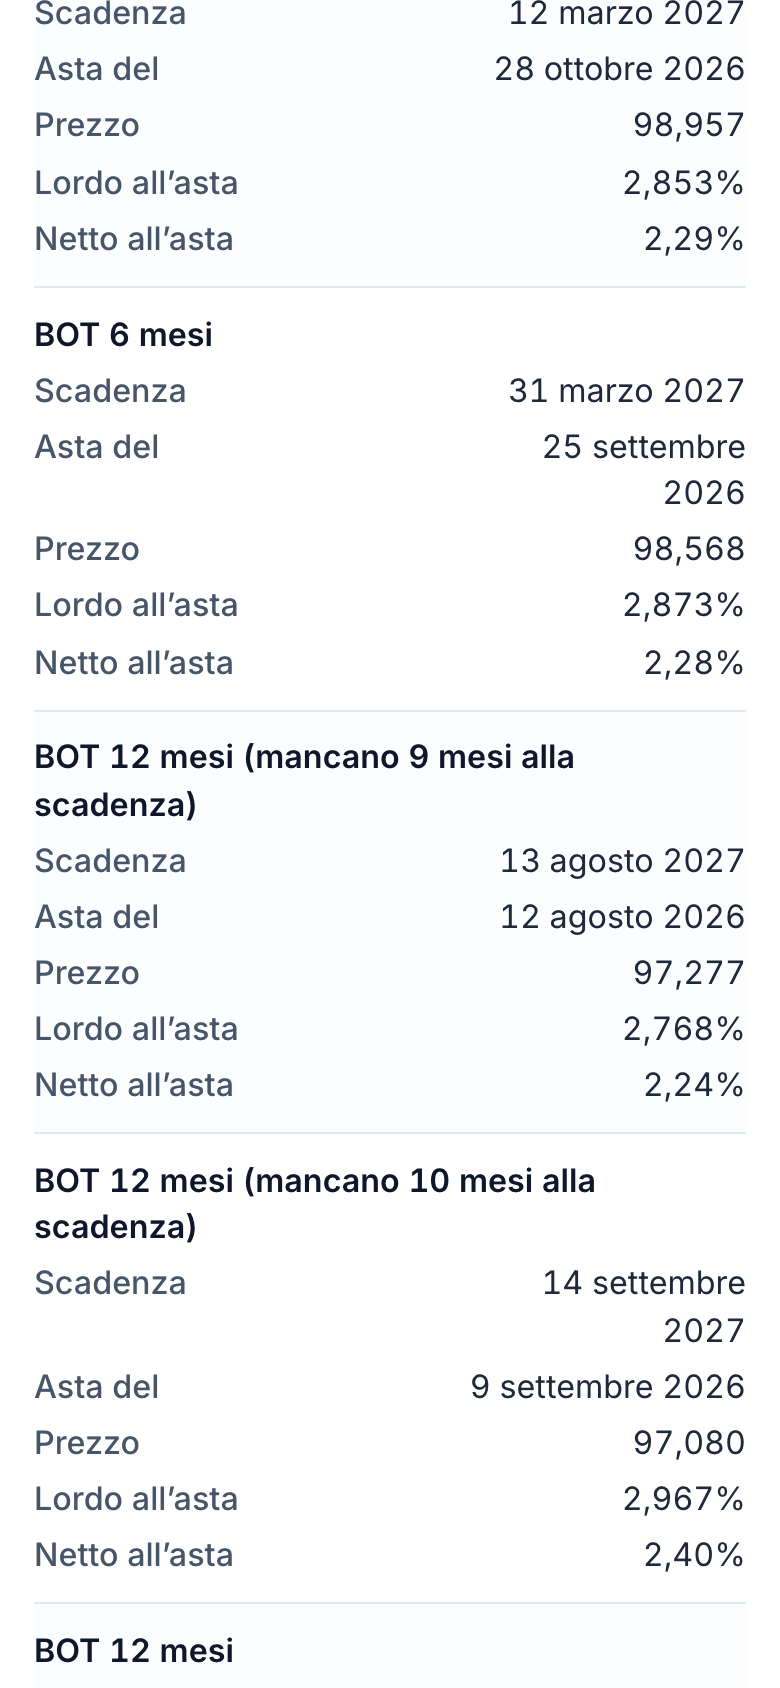 Scadenza 12 marzo 2027
Asta del 28 ottobre 2026
Prezzo 98,957
Lordo all’asta 2,853%
Netto all’asta 2,29%
BOT 6 mesi
Scadenza 31 marzo 2027
Asta del 25 settembre
2026
Prezzo 98,568
Lordo all’asta 2,873%
Netto all’asta 2,28%
BOT 12 mesi (mancano 9 mesi alla
scadenza)
Scadenza 13 agosto 2027
Asta del 12 agosto 2026
Prezzo 97,277
Lordo all’asta 2,768%
Netto all’asta 2,24%
BOT 12 mesi (mancano 10 mesi alla
scadenza)
Scadenza 14 settembre
2027
Asta del 9 settembre 2026
Prezzo 97,080
Lordo all’asta 2,967%
Netto all’asta 2,40%
BOT 12 mesi